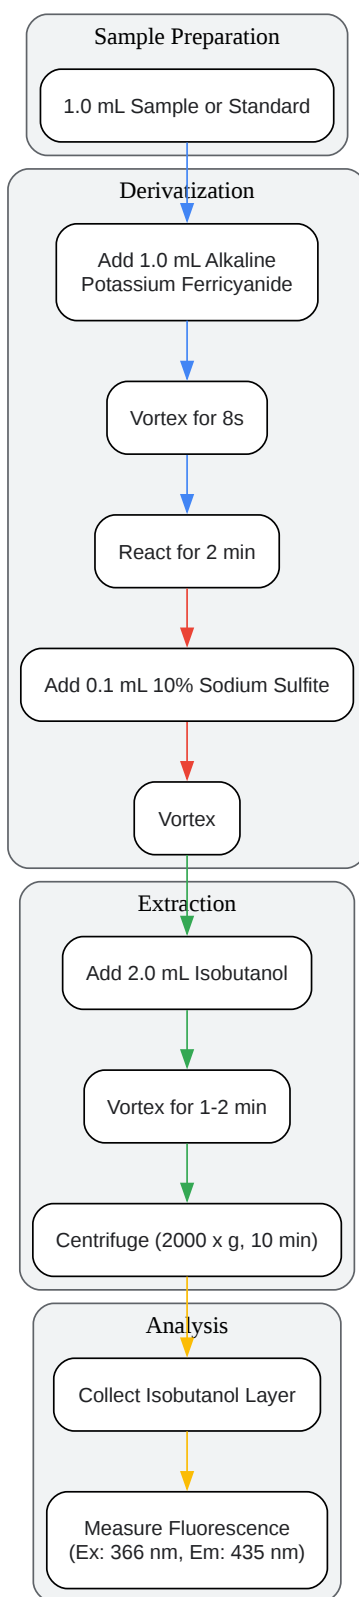 Sample Preparation
1.0 mL Sample or Standard
Derivatization
Add 1.0 mL Alkaline
Potassium Ferricyanide
Vortex for 8s
React for 2 min
Add 0.1 mL 10% Sodium Sulfite
Vortex
Extraction
Add 2.0 mL Isobutanol
Vortex for 1-2 min
Centrifuge (2000 x g, 10 min)
Analysis
Collect Isobutanol Layer
Measure Fluorescence
(Ex: 366 nm, Em: 435 nm)